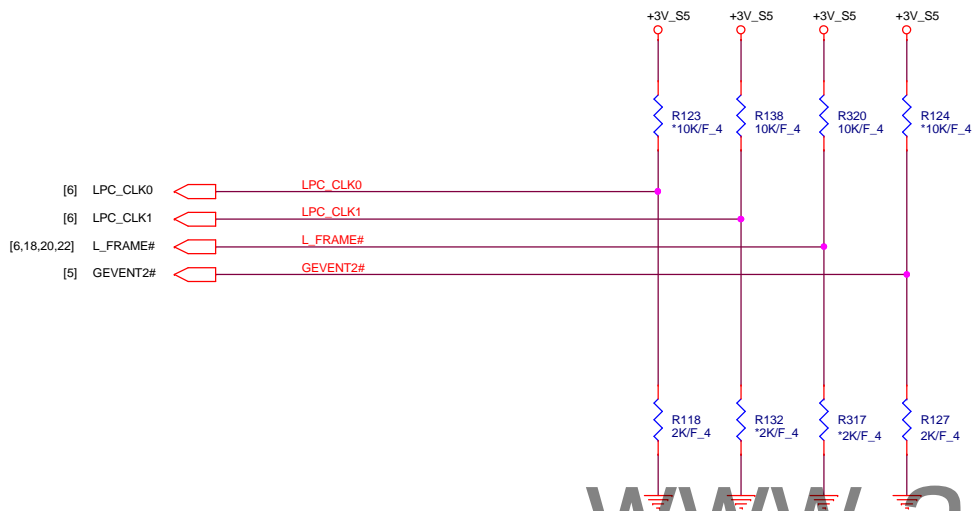 +3V_S5 +3V_S5 +3V_S5 +3V_S5
R123 R138 R320 R124
*10K/F_4 10K/F_4 10K/F_4 *10K/F_4
[6] LPC_CLK0 LPC_CLK0
[6] LPC_CLK1 LPC_CLK1
[6,18,20,22] L_FRAME# L_FRAME#
[5] GEVENT2# GEVENT2#
R118 R132 R317 R127
2K/F_4 *2K/F_4 *2K/F_4 2K/F_4